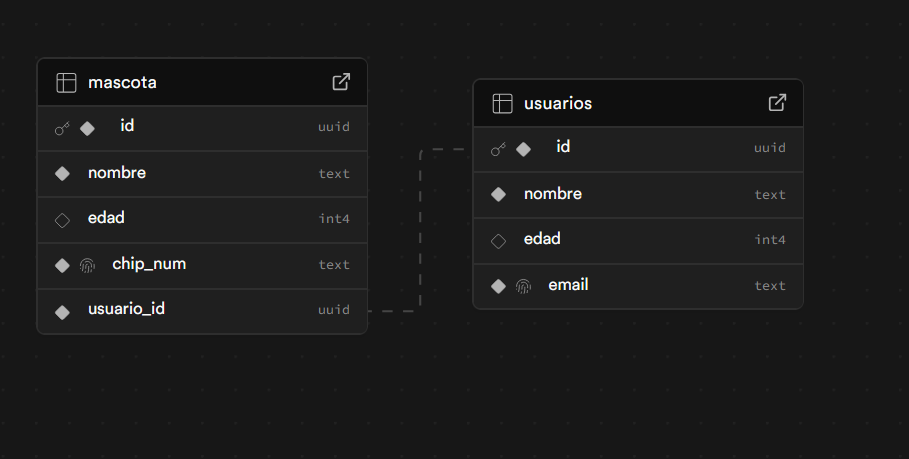 mascota
id uuid
nombre text
edad int4
chip_num text
usuario_id uuid
usuarios
id uuid
nombre text
edad int4
email text